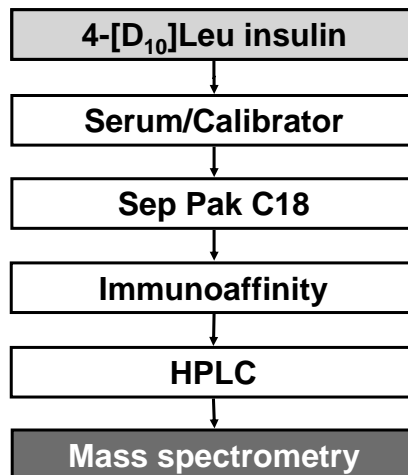 4-[D₁₀]Leu insulin
Serum/Calibrator
Sep Pak C18
Immunoaffinity
HPLC
Mass spectrometry